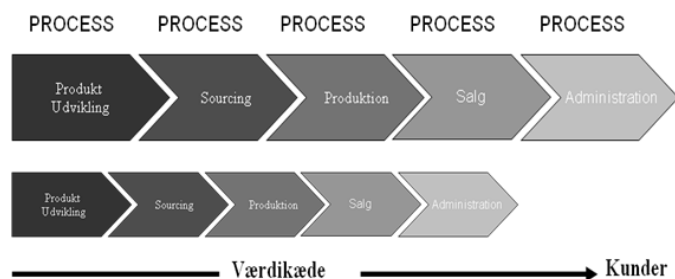 PROCESS PROCESS PROCESS PROCESS PROCESS
Produkt
Udvikling
Sourcing
Produktion
Salg
Administration
Produkt
Udvikling
Sourcing
Produktion
Salg
Administration
Værdikæde
Kunder